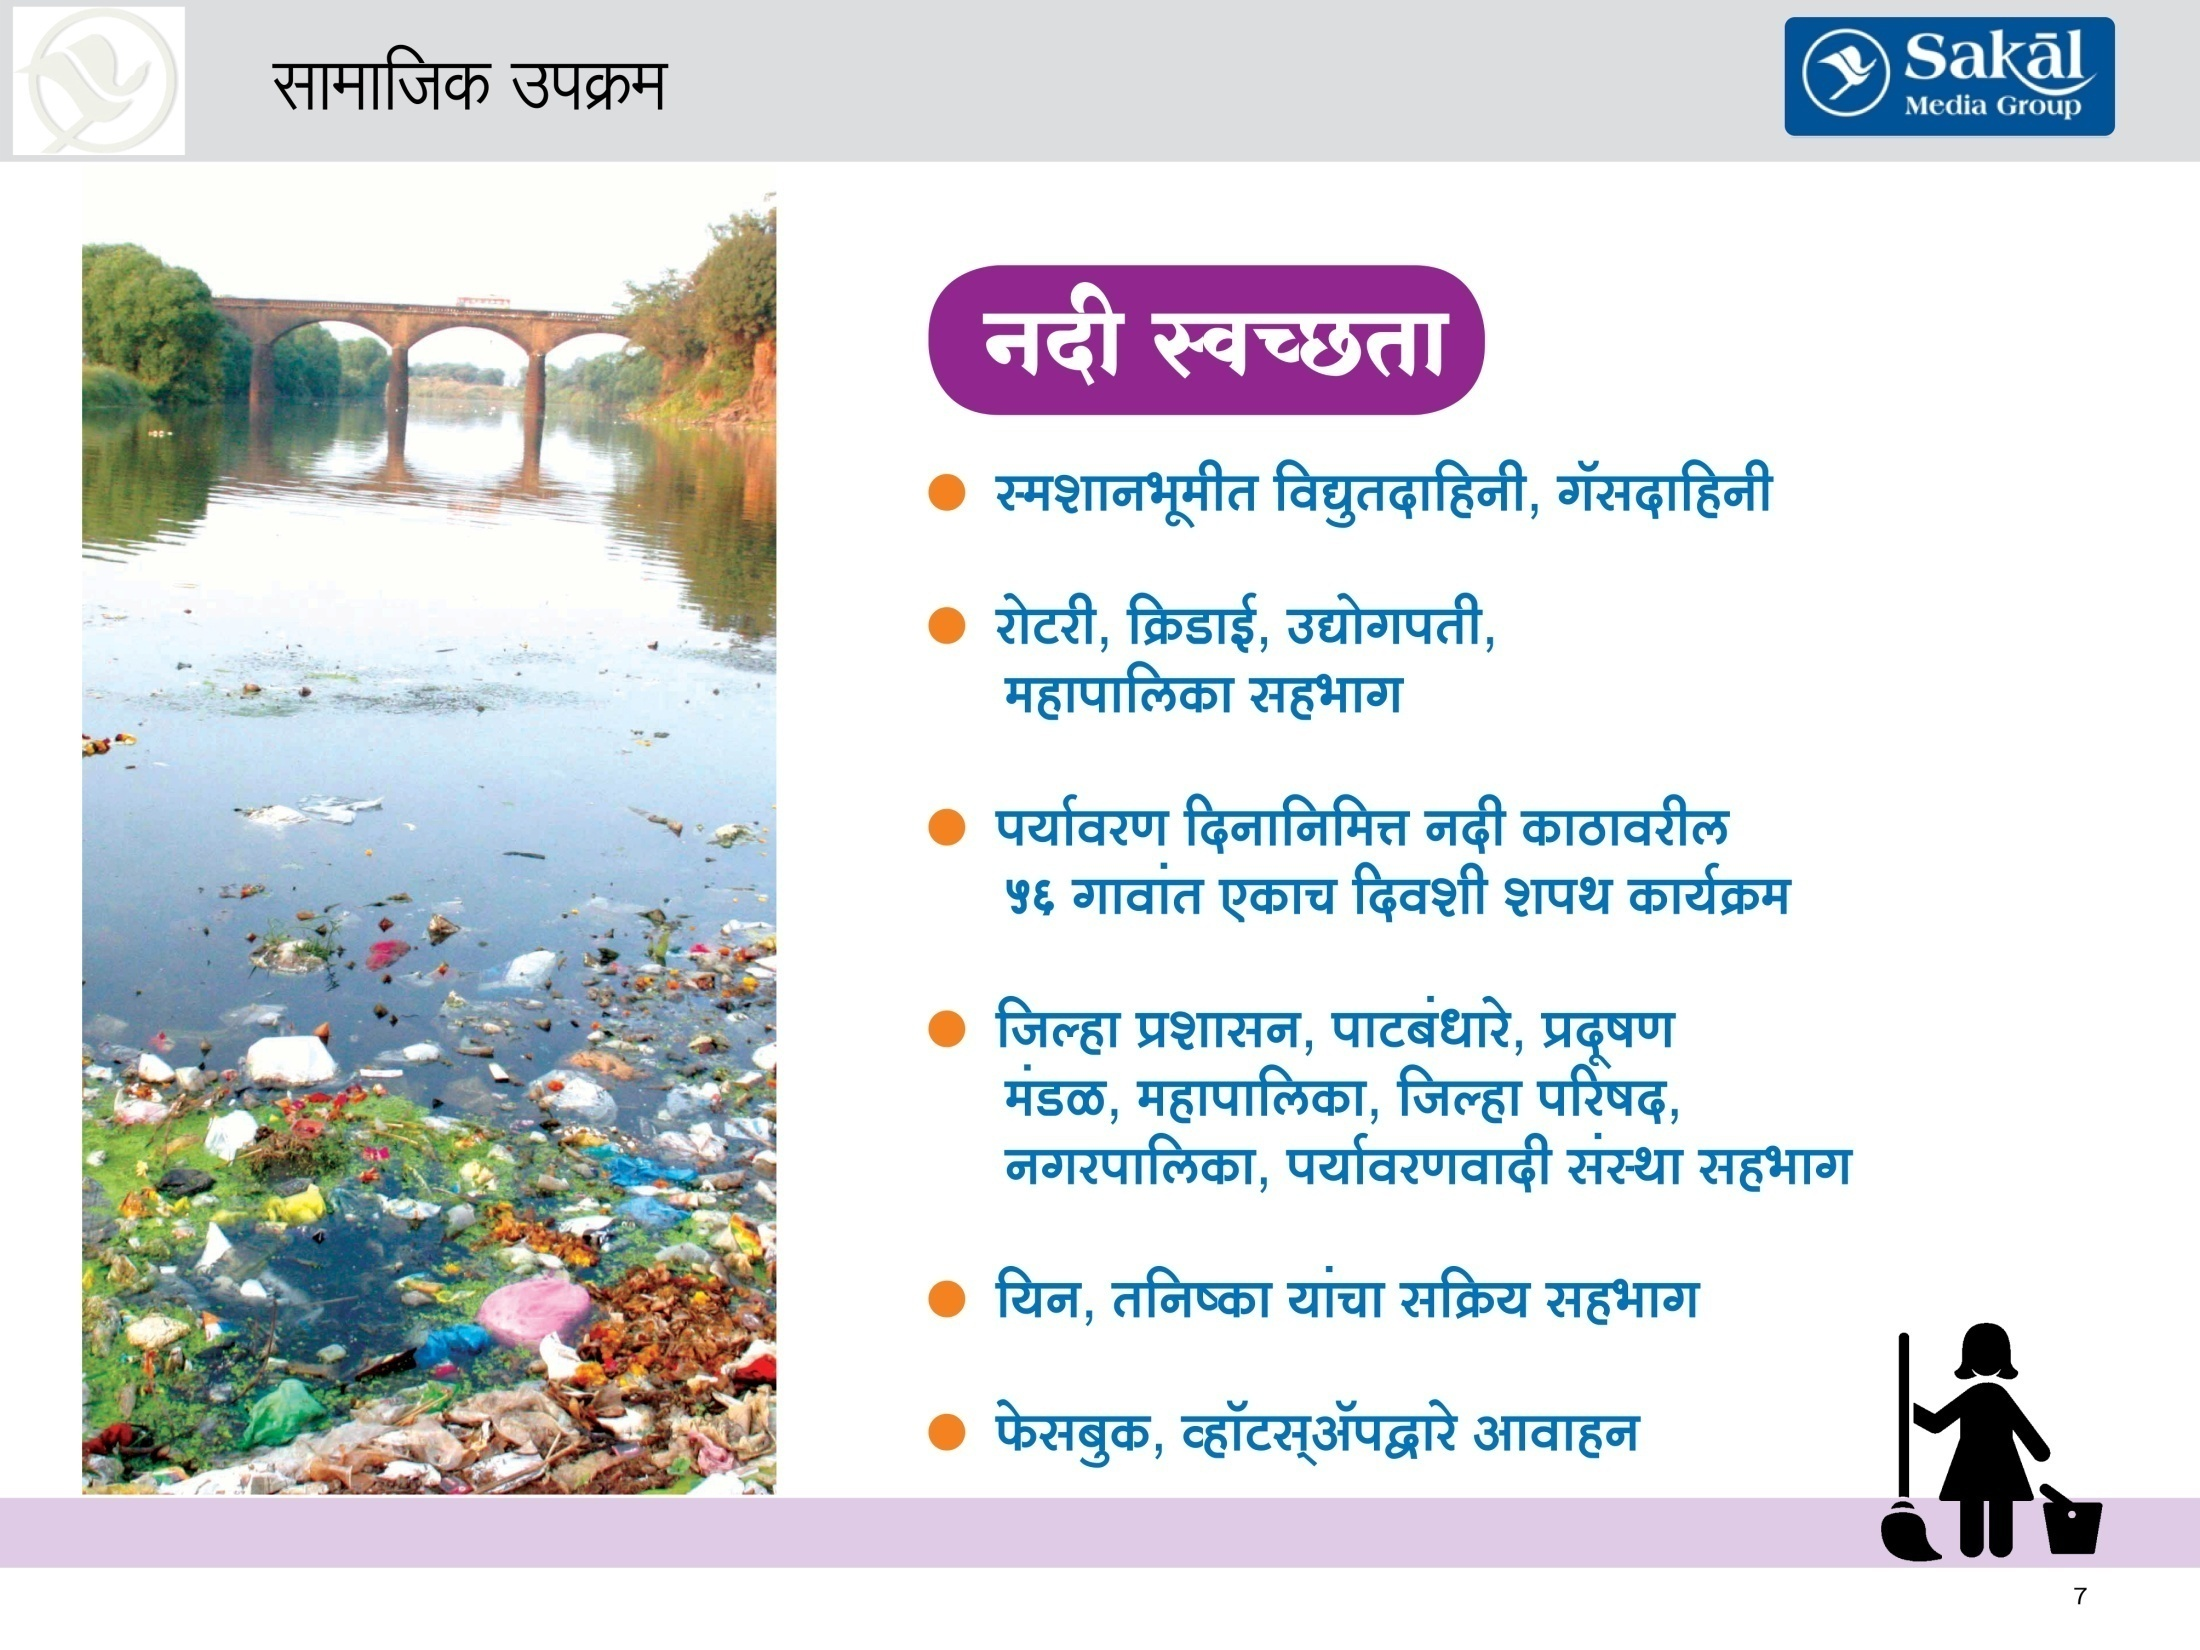 सामाजिक उपक्रम
Sakāl
Media Group
नदी स्वच्छता
स्मशानभूमीत विद्युतदाहिनी, गॅसदाहिनी
रोटरी, क्रिडाई, उद्योगपती,
महापालिका सहभाग
पर्यावरण दिनानिमित्त नदी काठावरील
५६ गावांत एकाच दिवशी शपथ कार्यक्रम
जिल्हा प्रशासन, पाटबंधारे, प्रदूषण
मंडळ, महापालिका, जिल्हा परिषद,
नगरपालिका, पर्यावरणवादी संस्था सहभाग
यिन, तनिष्का यांचा सक्रिय सहभाग
फेसबुक, व्हॉटस्ॲपद्वारे आवाहन
7